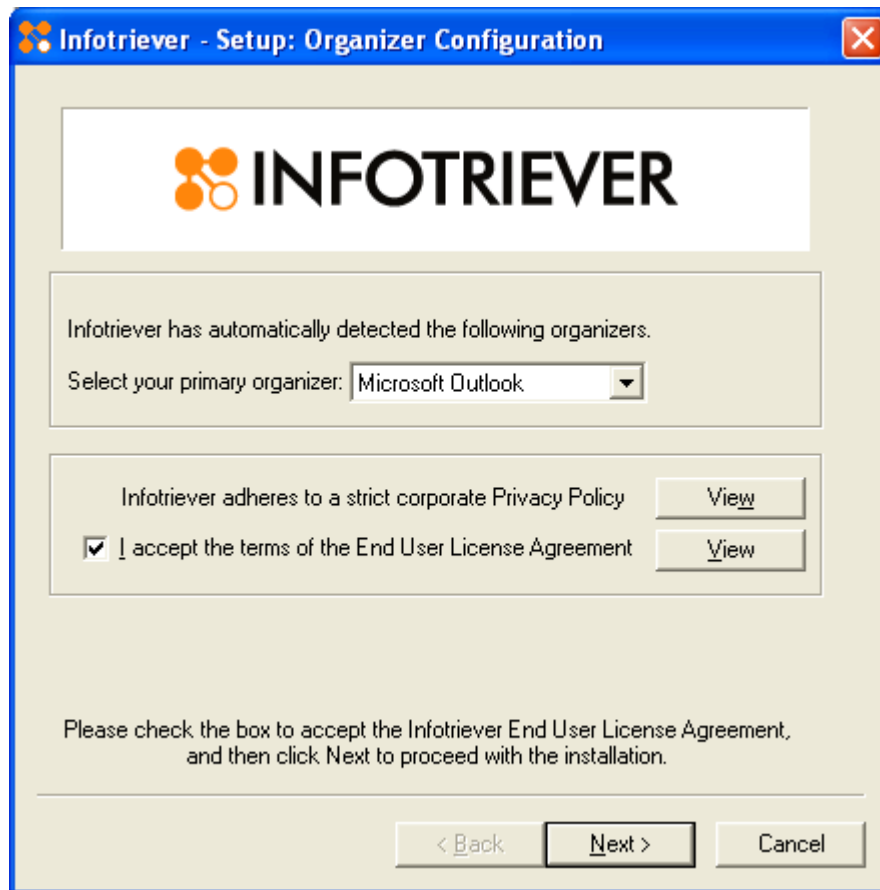 Infotriever - Setup: Organizer Configuration
INFOTRIEVER
Infotriever has automatically detected the following organizers.
Select your primary organizer: Microsoft Outlook
Infotriever adheres to a strict corporate Privacy Policy View
I accept the terms of the End User License Agreement View
Please check the box to accept the Infotriever End User License Agreement,
and then click Next to proceed with the installation.
< Back Next > Cancel